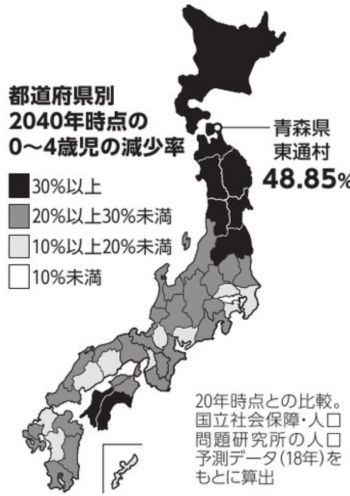 都道府県別
2040年時点の
0〜4歳児の減少率
30%以上
20%以上30%未満
10%以上20%未満
10%未満
青森県
東通村
48.85%
20年時点との比較。
国立社会保障・人口
問題研究所の人口
予測データ(18年)を
もとに算出